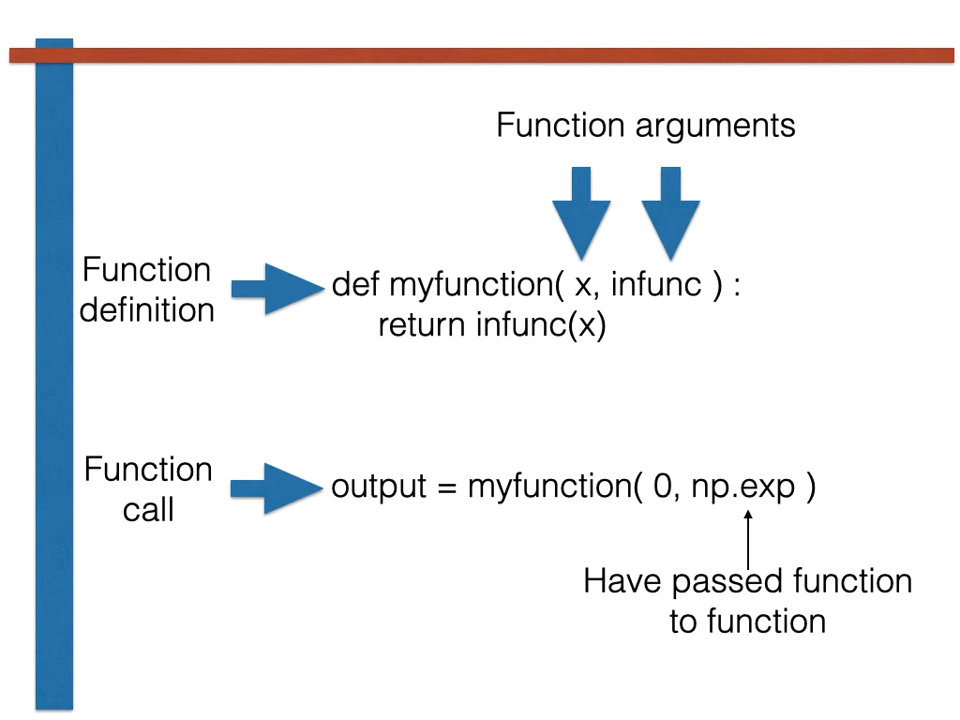 Function arguments
Function
definition
def myfunction( x, infunc ) :
return infunc(x)
Function
call
output = myfunction( 0, np.exp )
Have passed function
to function